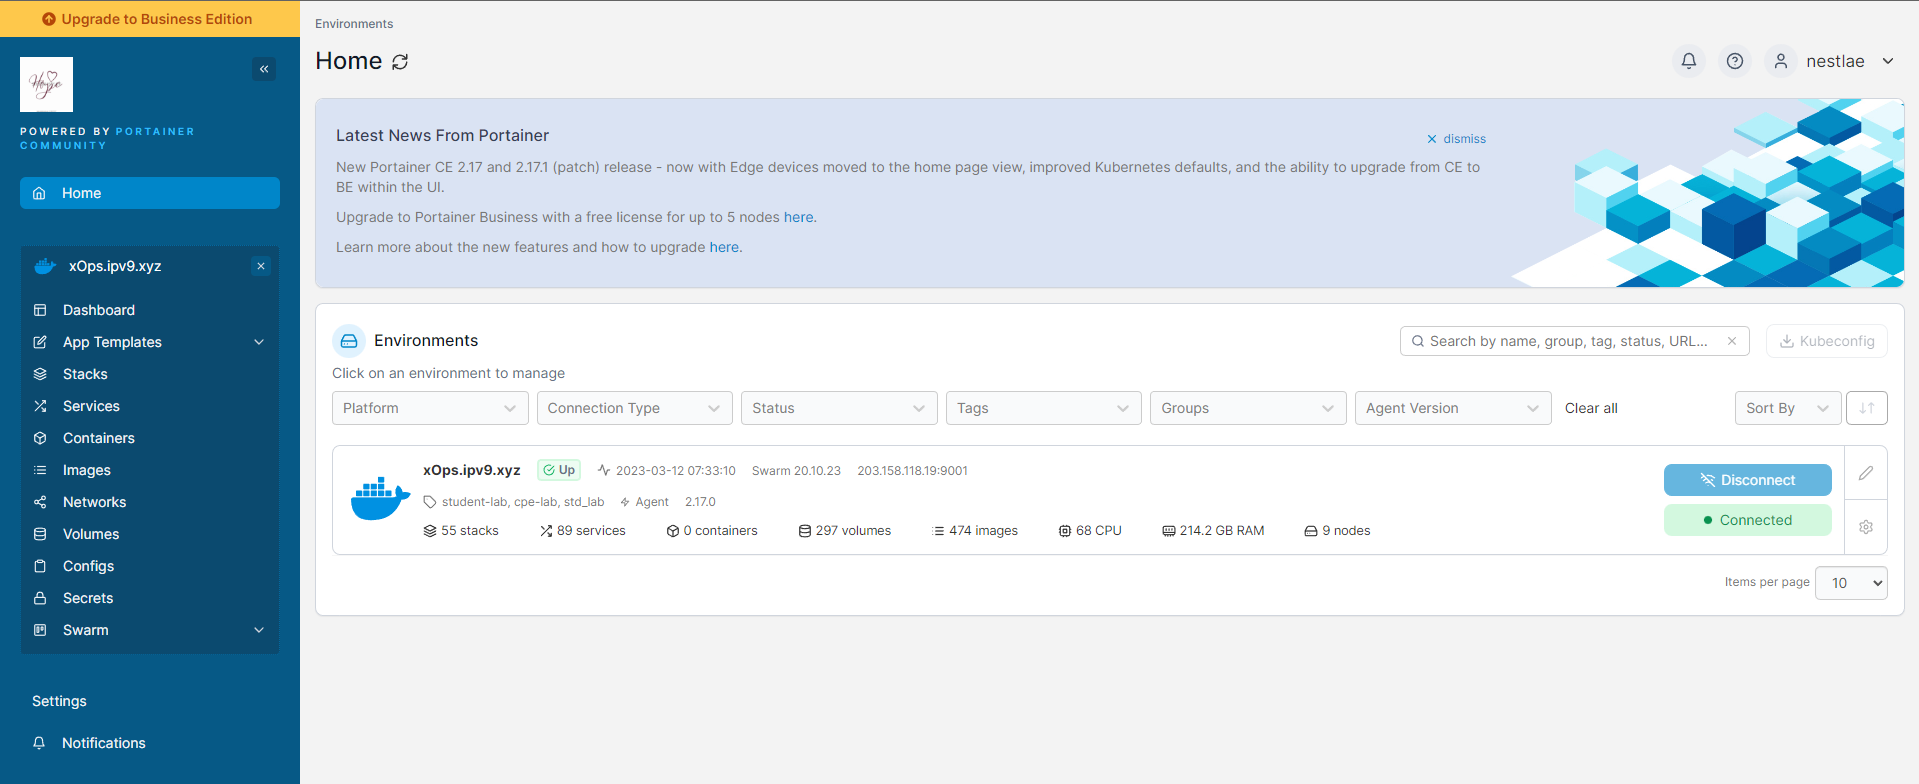 Upgrade to Business Edition
Hope
POWERED BY PORTAINER
COMMUNITY
Home
xOps.ipv9.xyz
Dashboard
App Templates
Stacks
Services
Containers
Images
Networks
Volumes
Configs
Secrets
Swarm
Settings
Notifications
Environments
Home
nestlae
Latest News From Portainer
dismiss
New Portainer CE 2.17 and 2.17.1 (patch) release - now with Edge devices moved to the home page view, improved Kubernetes defaults, and the ability to upgrade from CE to
BE within the UI.
Upgrade to Portainer Business with a free license for up to 5 nodes here.
Learn more about the new features and how to upgrade here.
Environments
Search by name, group, tag, status, URL...
Kubeconfig
Click on an environment to manage
Platform Connection Type Status Tags Groups Agent Version Clear all Sort By
xOps.ipv9.xyz Up 2023-03-12 07:33:10 Swarm 20.10.23 203.158.118.19:9001
student-lab, cpe-lab, std_lab Agent 2.17.0
55 stacks 89 services 0 containers 297 volumes 474 images 68 CPU 214.2 GB RAM 9 nodes
Disconnect
Connected
Items per page 10